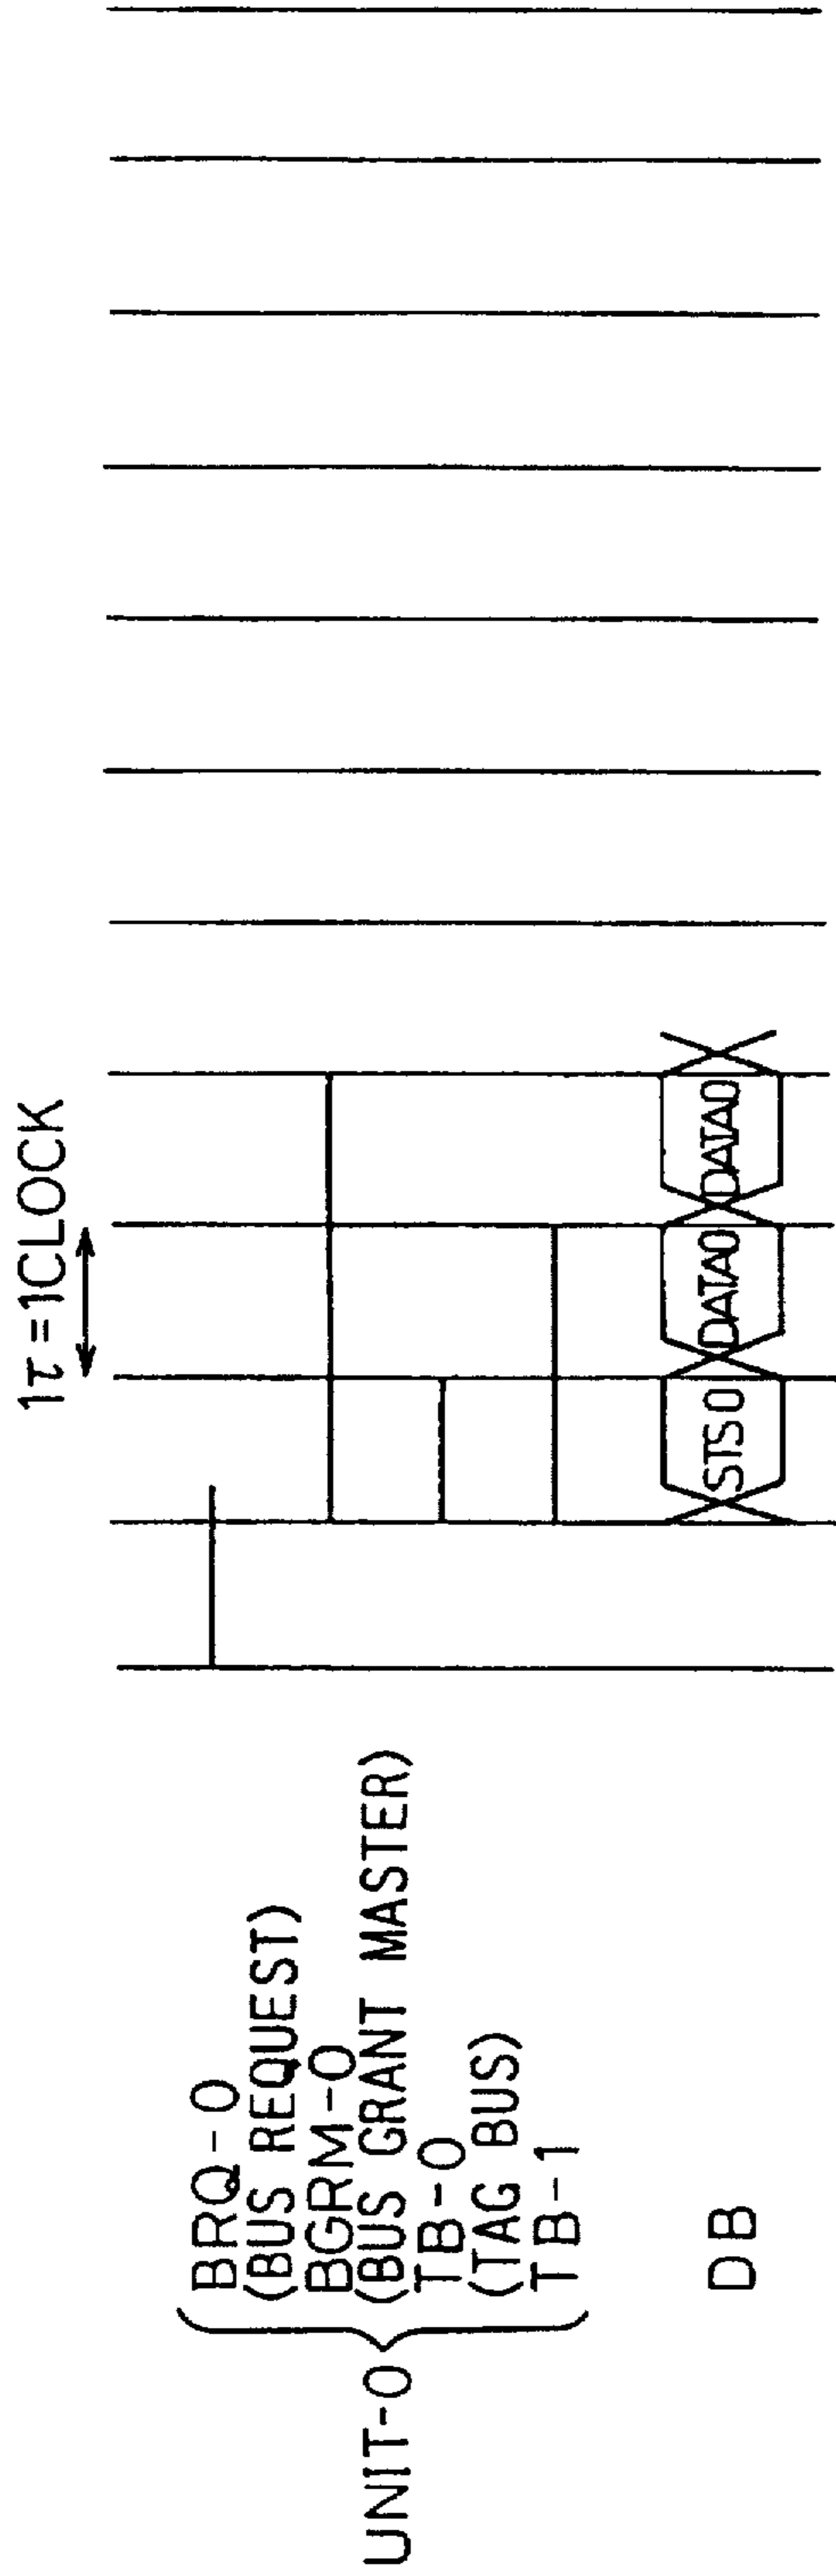 1τ=1CLOCK
UNIT-0
BRQ-0
(BUS REQUEST)
BGRM-0
(BUS GRANT MASTER)
TB-0
(TAG BUS)
TB-1
DB
STS0
DATA0
DATA0